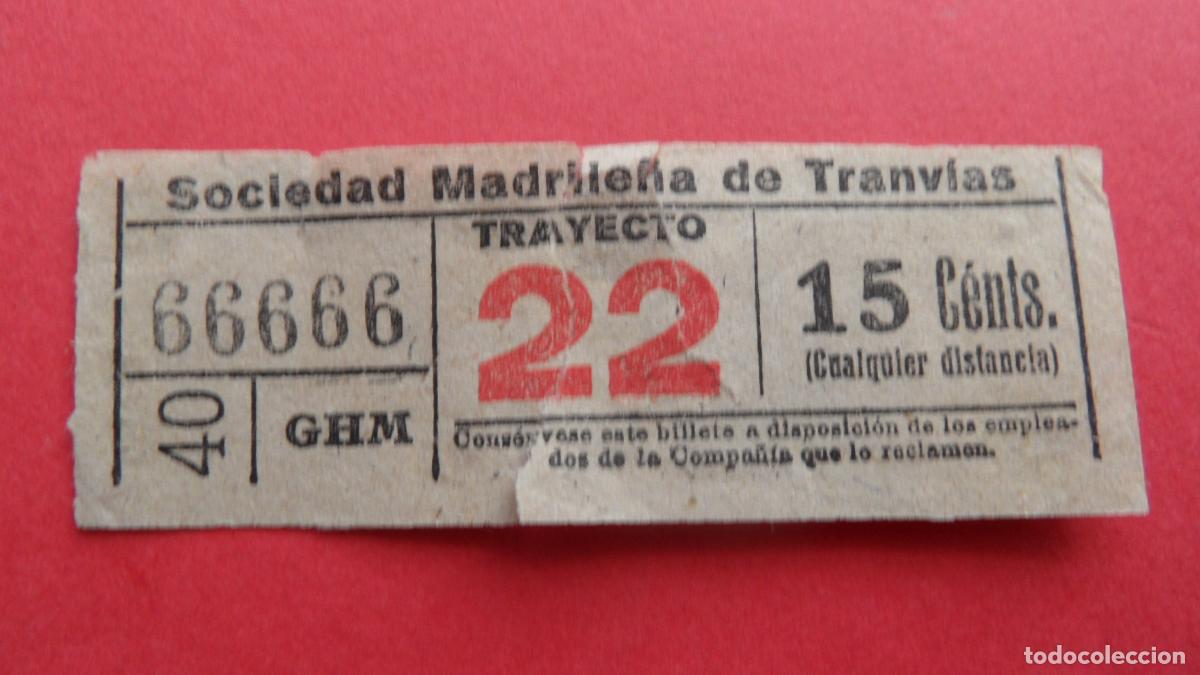 Sociedad Madrileña de Tranvías
66666
40
GHM
TRAYECTO
22
15 Cénts.
(Cualquier distancia)
Consérvese este billete a disposición de los emplea-
dos de la Compañía que lo reclamen.
todocoleccion